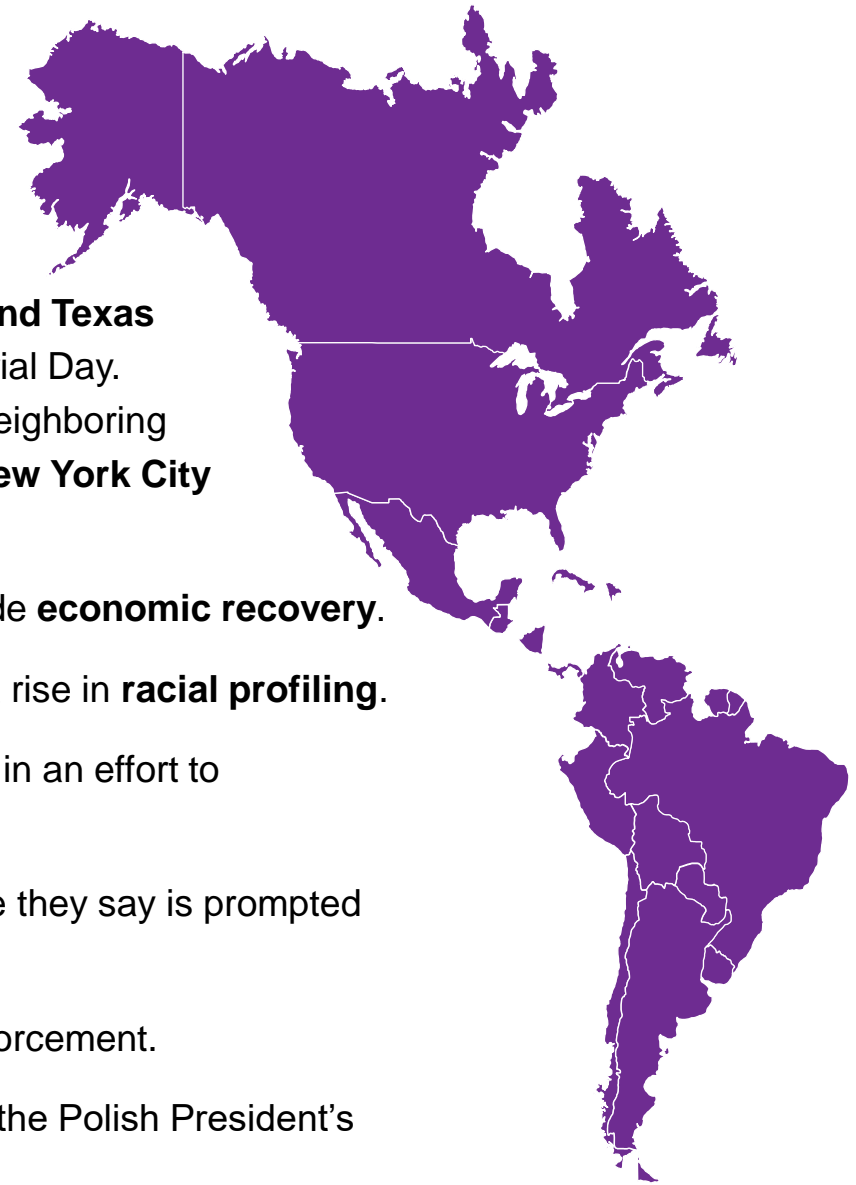 nd Texas
ial Day.
eighboring
ew York City
de economic recovery.
rise in racial profiling.
in an effort to
e they say is prompted
orcement.
the Polish President's